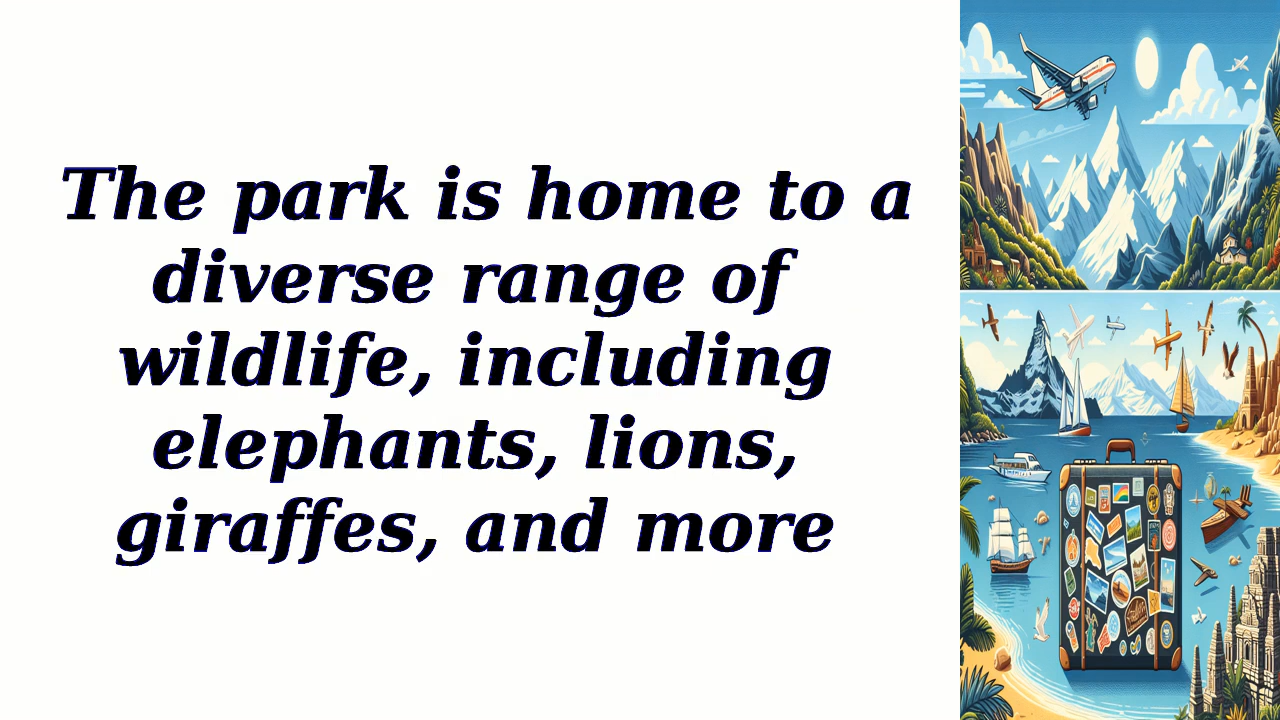 The park is home to a
diverse range of
wildlife, including
elephants, lions,
giraffes, and more